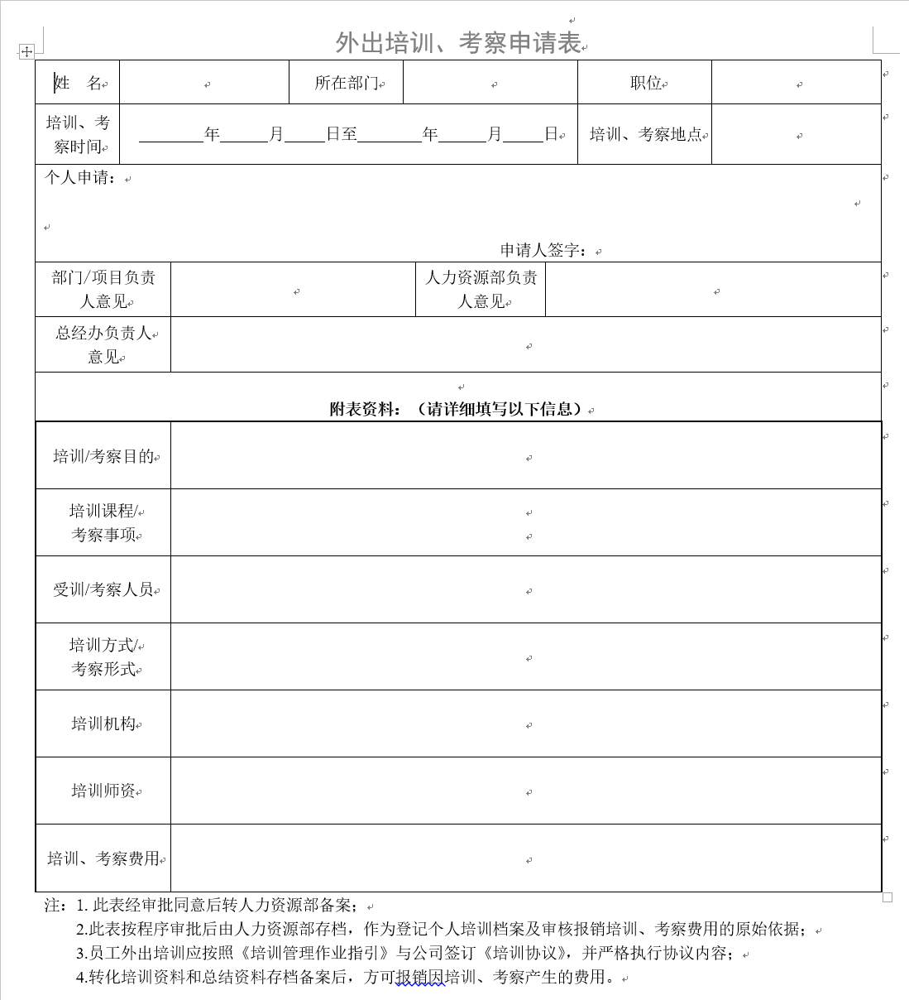 外出培训、考察申请表
姓 名 所在部门 职位
培训、考
察时间 ________年______月_____日至________年______月_____日 培训、考察地点
个人申请：
申请人签字：
部门/项目负责
人意见 人力资源部负责
人意见
总经办负责人
意见
附表资料：（请详细填写以下信息）
培训/考察目的
培训课程/
考察事项
受训/考察人员
培训方式/
考察形式
培训机构
培训师资
培训、考察费用
注：1. 此表经审批同意后转人力资源部备案；
2.此表按程序审批后由人力资源部存档，作为登记个人培训档案及审核报销培训、考察费用的原始依据；
3.员工外出培训应按照《培训管理作业指引》与公司签订《培训协议》，并严格执行协议内容；
4.转化培训资料和总结资料存档备案后，方可报销因培训、考察产生的费用。